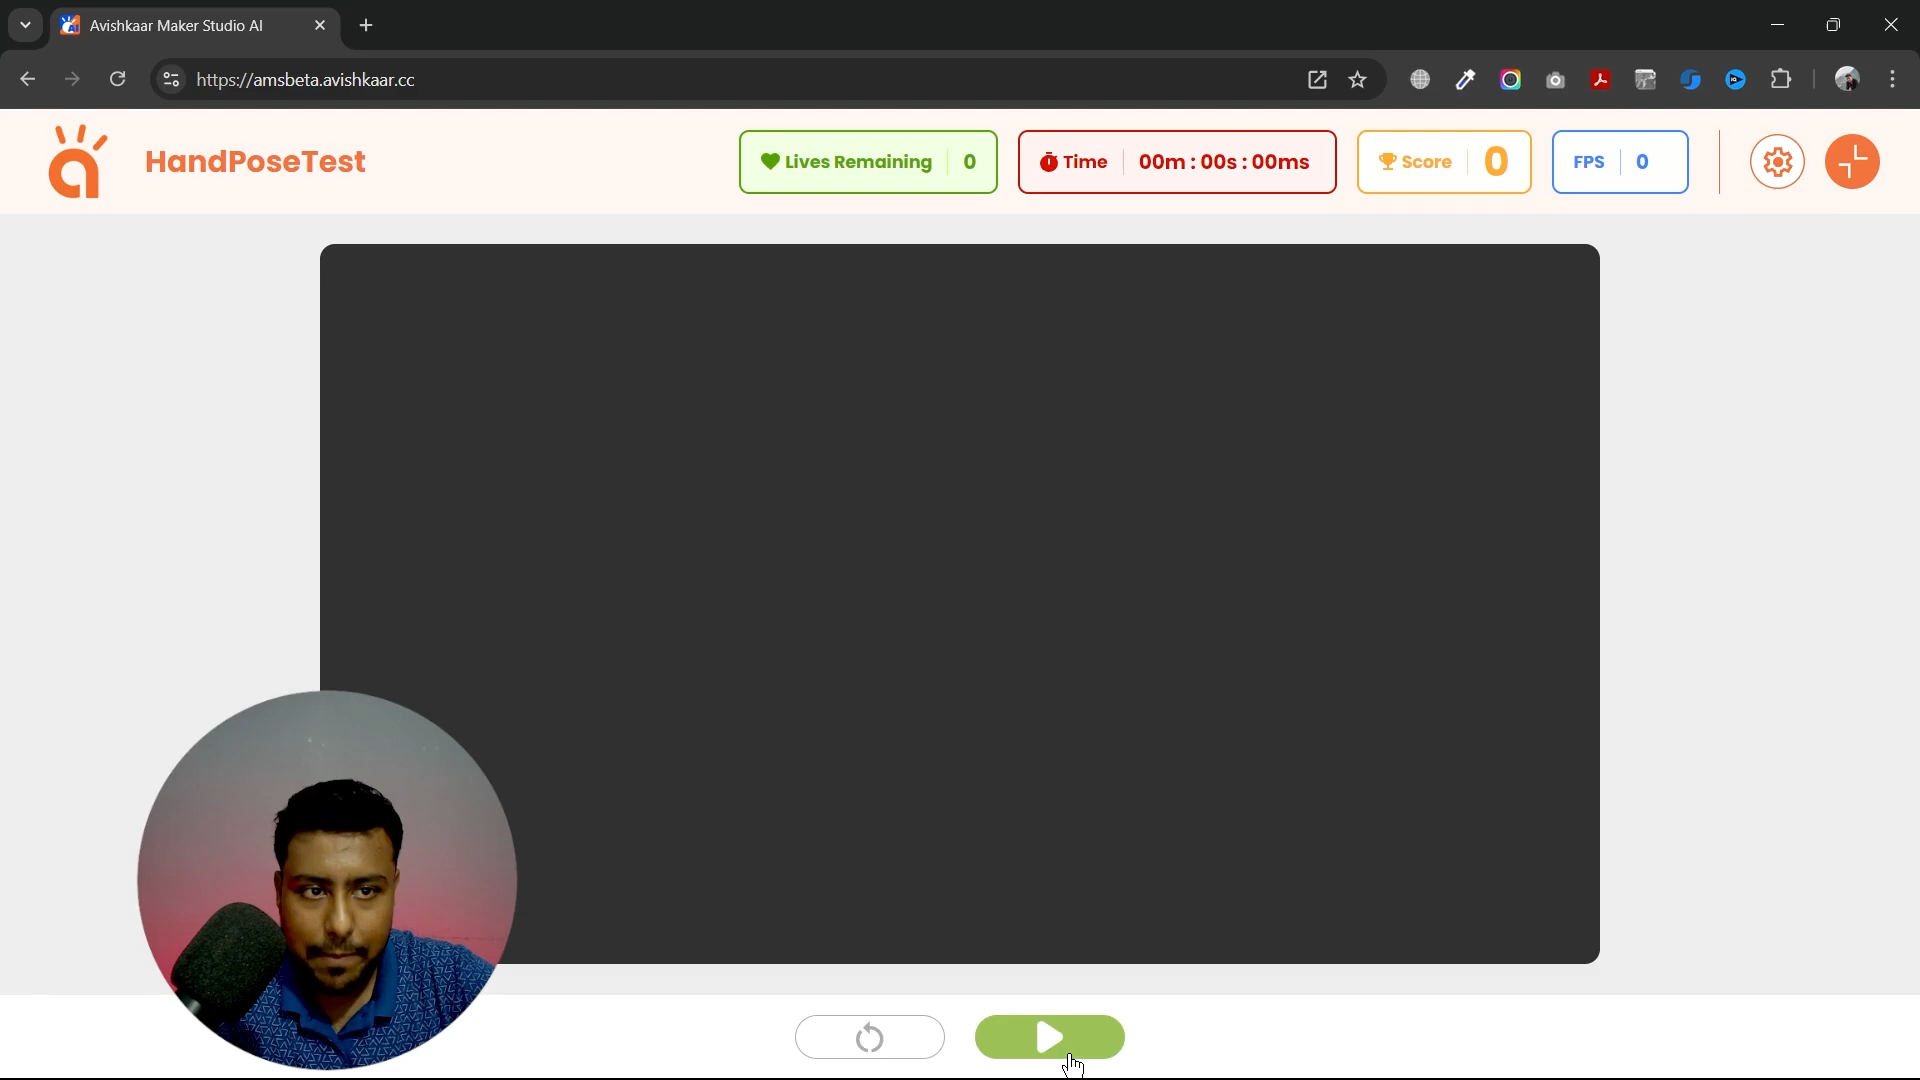 Avishkaar Maker Studio AI
https://amsbeta.avishkaar.cc
HandPoseTest
Lives Remaining 0
Time 00m : 00s : 00ms
Score 0
FPS 0